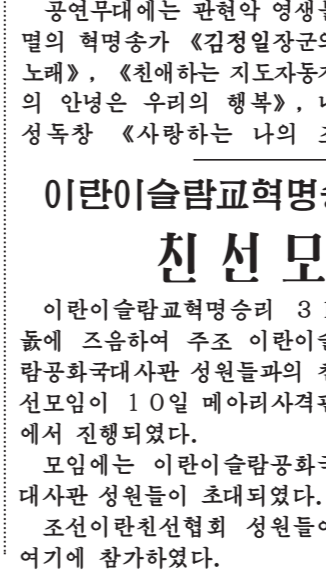 공연무대에는 관현악 영생
멸의 혁명송가 《김정일장군의
노래》, 《친애하는 지도자동지
의 안녕은 우리의 행복》,
성독창 《사랑하는 나의
이란이슬람교혁명승
친선모
이란이슬람교혁명승리 3
돐에 즈음하여 주조 이란이슬
람공화국대사관 성원들과의 친
선모임이 10일 메아리사격관
에서 진행되였다.
모임에는 이란이슬람공화국
대사관 성원들이 초대되였다.
조선이란친선협회 성원들이
여기에 참가하였다.